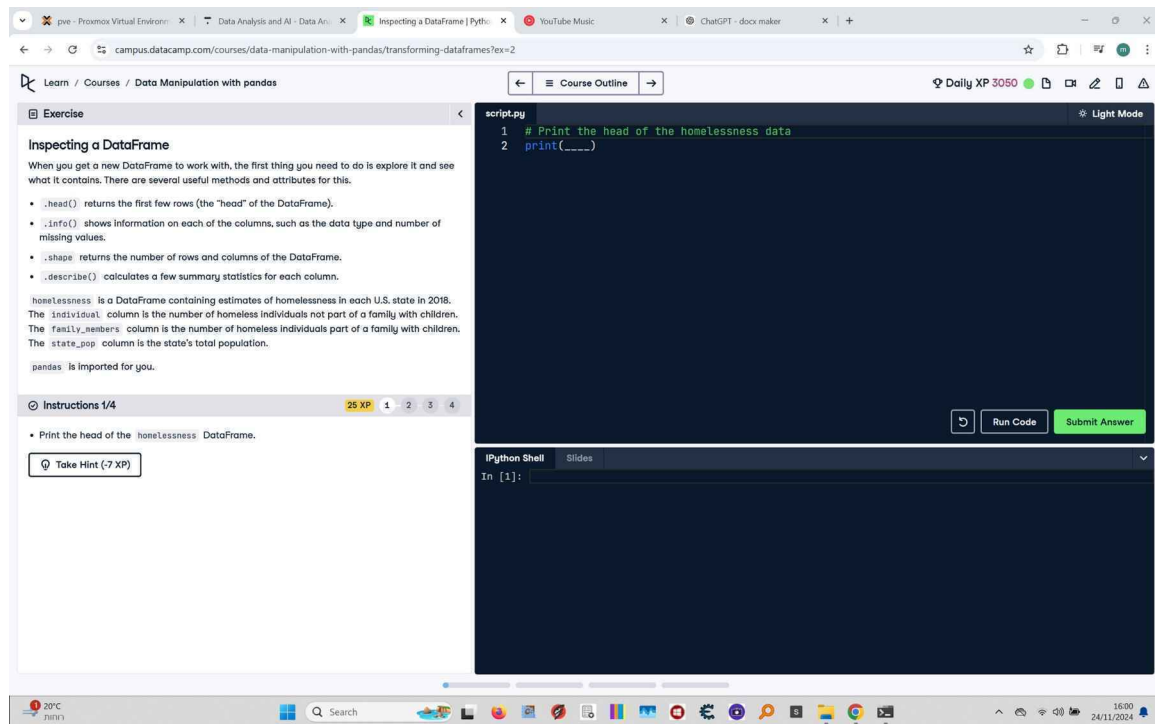 pve - Proxmox Virtual Environm
Data Analysis and AI - Data An
Inspecting a DataFrame | Pytho
YouTube Music
ChatGPT - docx maker
campus.datacamp.com/courses/data-manipulation-with-pandas/transforming-dataframes?ex=2
m
Learn / Courses / Data Manipulation with pandas
Course Outline
Daily XP 3050
Exercise
Inspecting a DataFrame
When you get a new DataFrame to work with, the first thing you need to do is explore it and see
what it contains. There are several useful methods and attributes for this.
• .head() returns the first few rows (the “head” of the DataFrame).
• .info() shows information on each of the columns, such as the data type and number of
missing values.
• .shape returns the number of rows and columns of the DataFrame.
• .describe() calculates a few summary statistics for each column.
homelessness is a DataFrame containing estimates of homelessness in each U.S. state in 2018.
The individual column is the number of homeless individuals not part of a family with children.
The family_members column is the number of homeless individuals part of a family with children.
The state_pop column is the state’s total population.
pandas is imported for you.
Instructions 1/4
25 XP 1 2 3 4
• Print the head of the homelessness DataFrame.
Take Hint (-7 XP)
script.py
Light Mode
1 # Print the head of the homelessness data
2 print(____)
Run Code
Submit Answer
IPython Shell
Slides
In [1]:
1
20°C
Search
S
16:00
24/11/2024